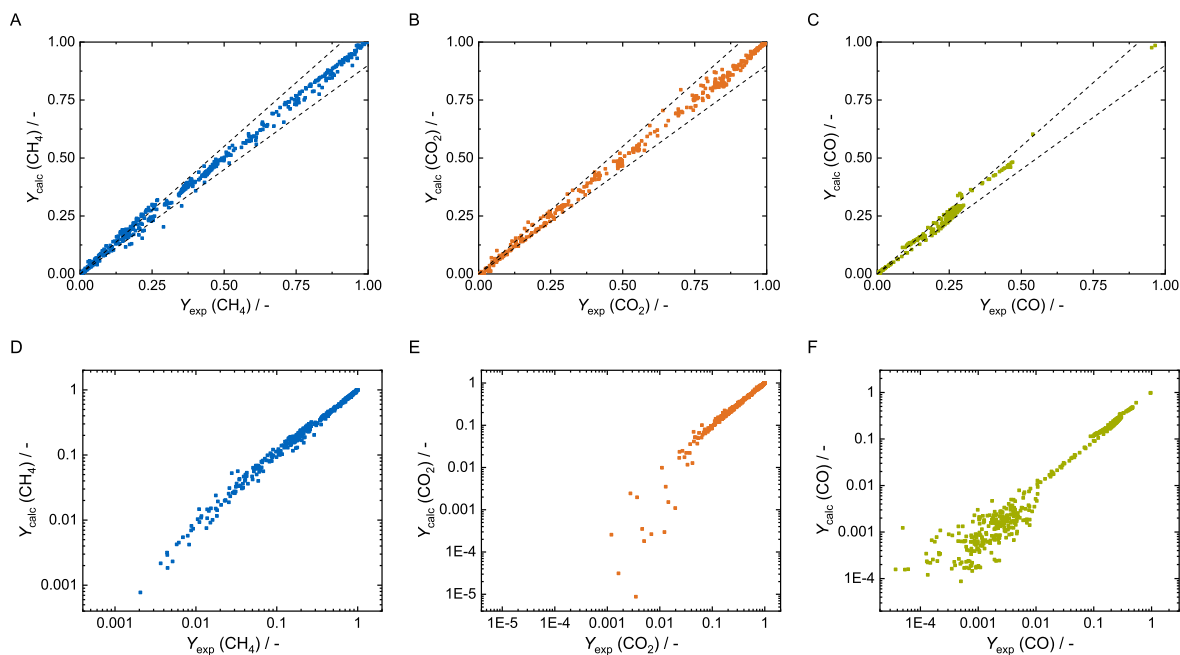 A
B
C
1.00
0.75
0.50
0.25
0.00
Ycalc (CH4) / -
0.00 0.25 0.50 0.75 1.00
Yexp (CH4) / -
1.00
0.75
0.50
0.25
0.00
Ycalc (CO2) / -
0.00 0.25 0.50 0.75 1.00
Yexp (CO2) / -
1.00
0.75
0.50
0.25
0.00
Ycalc (CO) / -
0.00 0.25 0.50 0.75 1.00
Yexp (CO) / -
D
E
F
1
0.1
0.01
0.001
Ycalc (CH4) / -
0.001 0.01 0.1 1
Yexp (CH4) / -
1
0.1
0.01
0.001
1E-4
1E-5
Ycalc (CO2) / -
1E-5 1E-4 0.001 0.01 0.1 1
Yexp (CO2) / -
1
0.1
0.01
0.001
1E-4
Ycalc (CO) / -
1E-4 0.001 0.01 0.1 1
Yexp (CO) / -